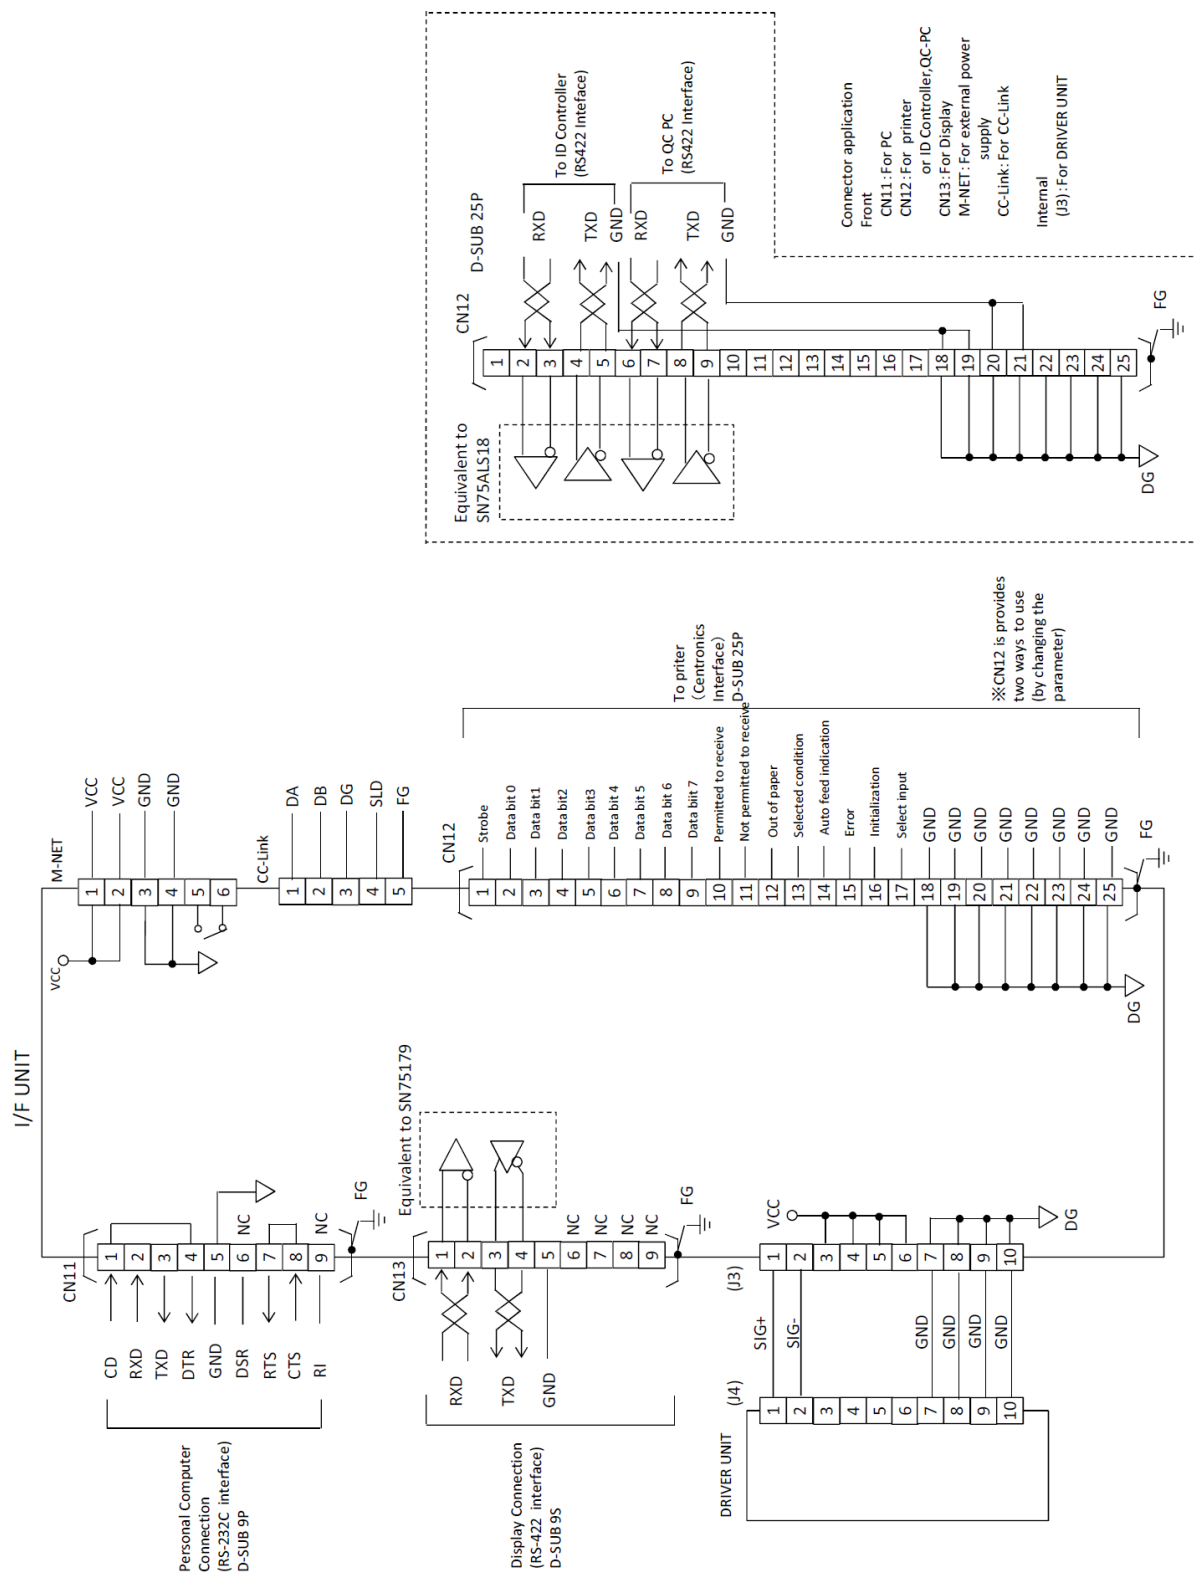 I/F UNIT
Personal Computer
Connection
(RS-232C interface)
D-SUB 9P
CN11
CD 1
RXD 2
TXD 3
DTR 4
GND 5
DSR 6 NC
RTS 7
CTS 8
RI 9 NC
FG
Display Connection
(RS-422 interface)
D-SUB 9S
CN13
Equivalent to SN75179
RXD
TXD
GND
1
2
3
4
5
6 NC
7 NC
8 NC
9 NC
FG
DRIVER UNIT
(J4)
1
2
3
4
5
6
7
8
9
10
SIG+
SIG-
GND
GND
GND
GND
(J3)
1
2
3
4
5
6
7
8
9
10
VCC
DG
M-NET
VCC
1 VCC
2 VCC
3 GND
4 GND
5
6
CC-Link
1 DA
2 DB
3 DG
4 SLD
5 FG
CN12
1 Strobe
2 Data bit 0
3 Data bit1
4 Data bit2
5 Data bit3
6 Data bit 4
7 Data bit 5
8 Data bit 6
9 Data bit 7
10 Permitted to receive
11 Not permitted to receive
12 Out of paper
13 Selected condition
14 Auto feed indication
15 Error
16 Initialization
17 Select input
18 GND
19 GND
20 GND
21 GND
22 GND
23 GND
24 GND
25 GND
DG
FG
To priter
(Centronics
Interface)
D-SUB 25P
※CN12 is provides
two ways to use
(by changing the
parameter)
Equivalent to
SN75ALS18
CN12
D-SUB 25P
1
2
3
4
5
6
7
8
9
10
11
12
13
14
15
16
17
18
19
20
21
22
23
24
25
RXD
TXD
GND
RXD
TXD
GND
To ID Controller
(RS422 Inteface)
To QC PC
(RS422 Interface)
DG
FG
Connector application
Front
CN11 : For PC
CN12 : For printer
or ID Controller,QC-PC
CN13 : For Display
M-NET : For external power
supply
CC-Link: For CC-Link
Internal
(J3) : For DRIVER UNIT